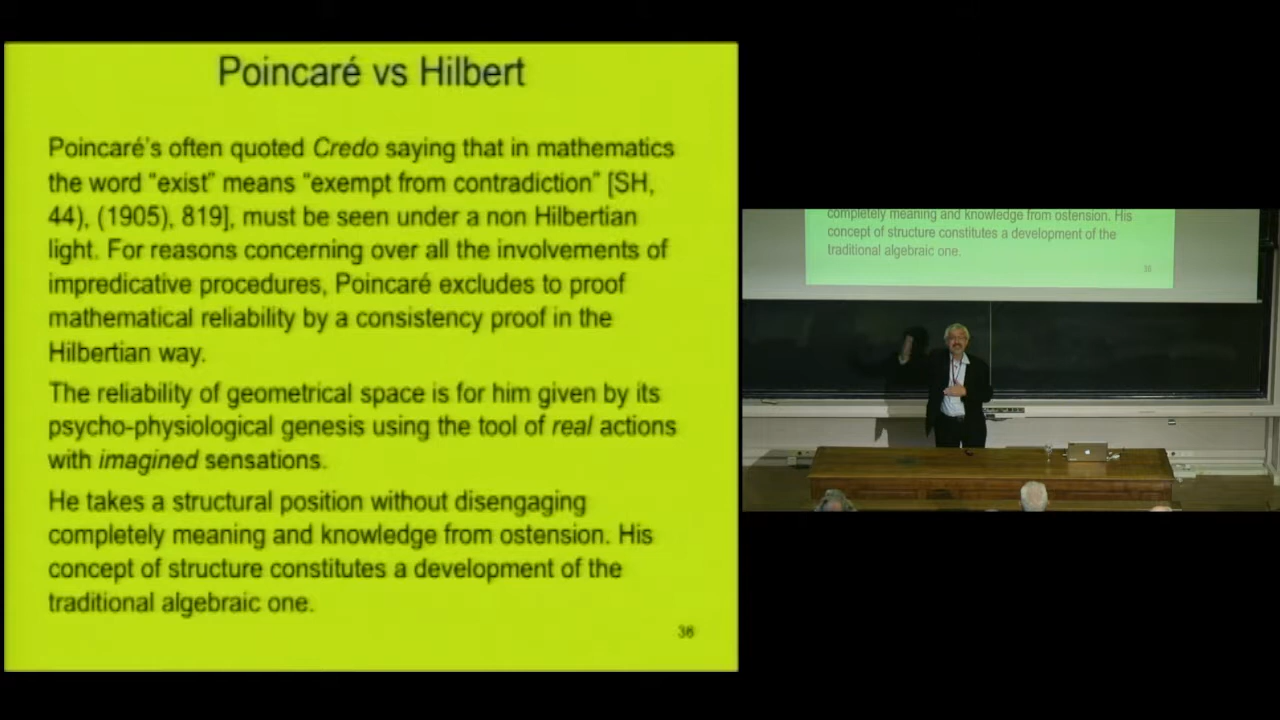 Poincaré vs Hilbert
Poincaré's often quoted Credo saying that in mathematics
the word “exist” means “exempt from contradiction” [SH,
44), (1905), 819], must be seen under a non Hilbertian
light. For reasons concerning over all the involvements of
impredicative procedures, Poincaré excludes to proof
mathematical reliability by a consistency proof in the
Hilbertian way.
The reliability of geometrical space is for him given by its
psycho-physiological genesis using the tool of real actions
with imagined sensations.
He takes a structural position without disengaging
completely meaning and knowledge from ostension. His
concept of structure constitutes a development of the
traditional algebraic one.
38
completely meaning and knowledge from ostension. His
concept of structure constitutes a development of the
traditional algebraic one.
38